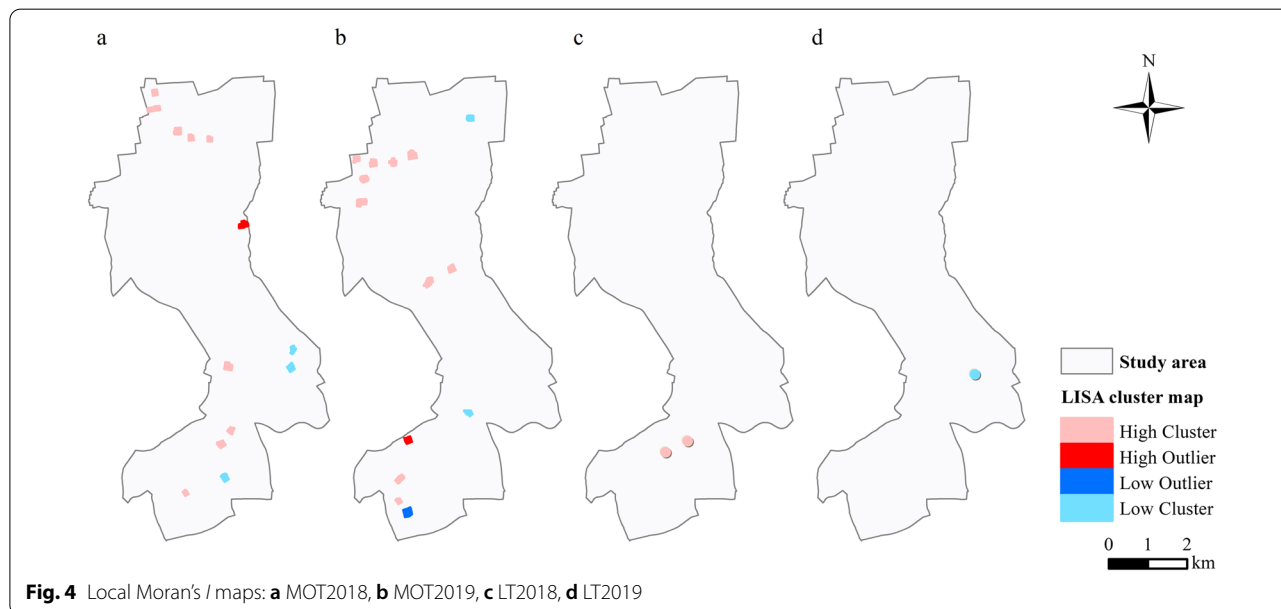 a b c d
N
Study area
LISA cluster map
High Cluster
High Outlier
Low Outlier
Low Cluster
0 1 2
km
Fig. 4 Local Moran's I maps: a MOT2018, b MOT2019, c LT2018, d LT2019